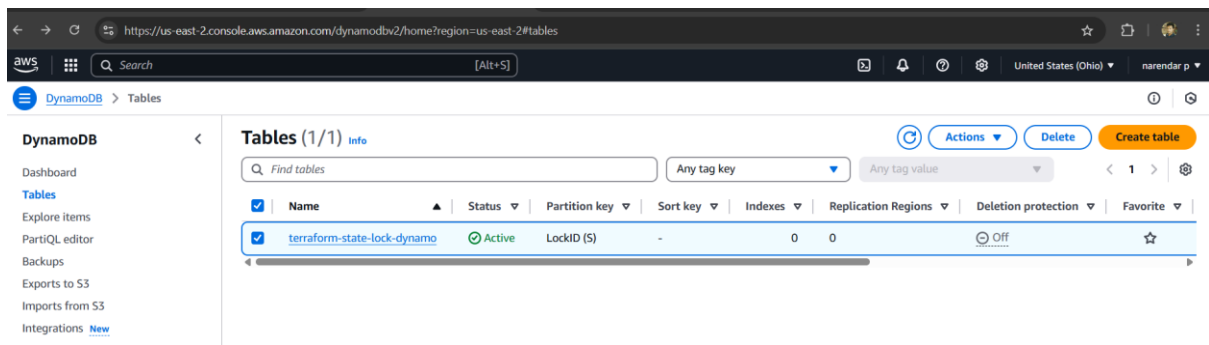 https://us-east-2.console.aws.amazon.com/dynamodbv2/home?region=us-east-2#tables
aws Search [Alt+S] United States (Ohio) narendar p
DynamoDB > Tables
DynamoDB
Dashboard
Tables
Explore items
PartiQL editor
Backups
Exports to S3
Imports from S3
Integrations New
Tables (1/1) Info Actions Delete Create table
Find tables Any tag key Any tag value 1
Name Status Partition key Sort key Indexes Replication Regions Deletion protection Favorite
terraform-state-lock-dynamo Active LockID (S) - 0 0 Off